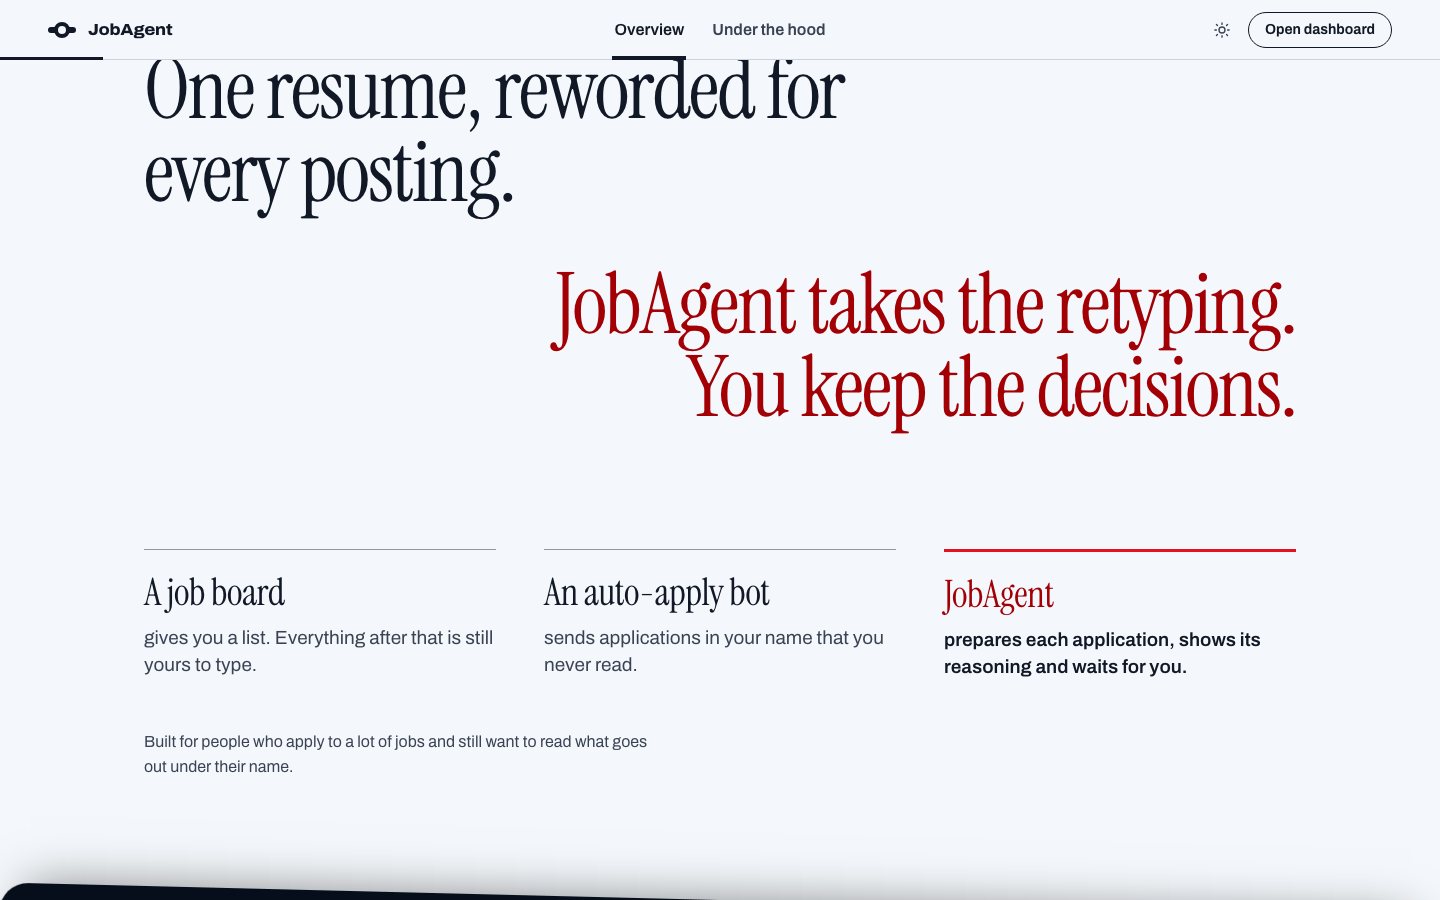 JobAgent
Overview
Under the hood
Open dashboard
One resume, reworded for
every posting.
JobAgent takes the retyping.
You keep the decisions.
A job board
gives you a list. Everything after that is still
yours to type.
An auto-apply bot
sends applications in your name that you
never read.
JobAgent
prepares each application, shows its
reasoning and waits for you.
Built for people who apply to a lot of jobs and still want to read what goes
out under their name.